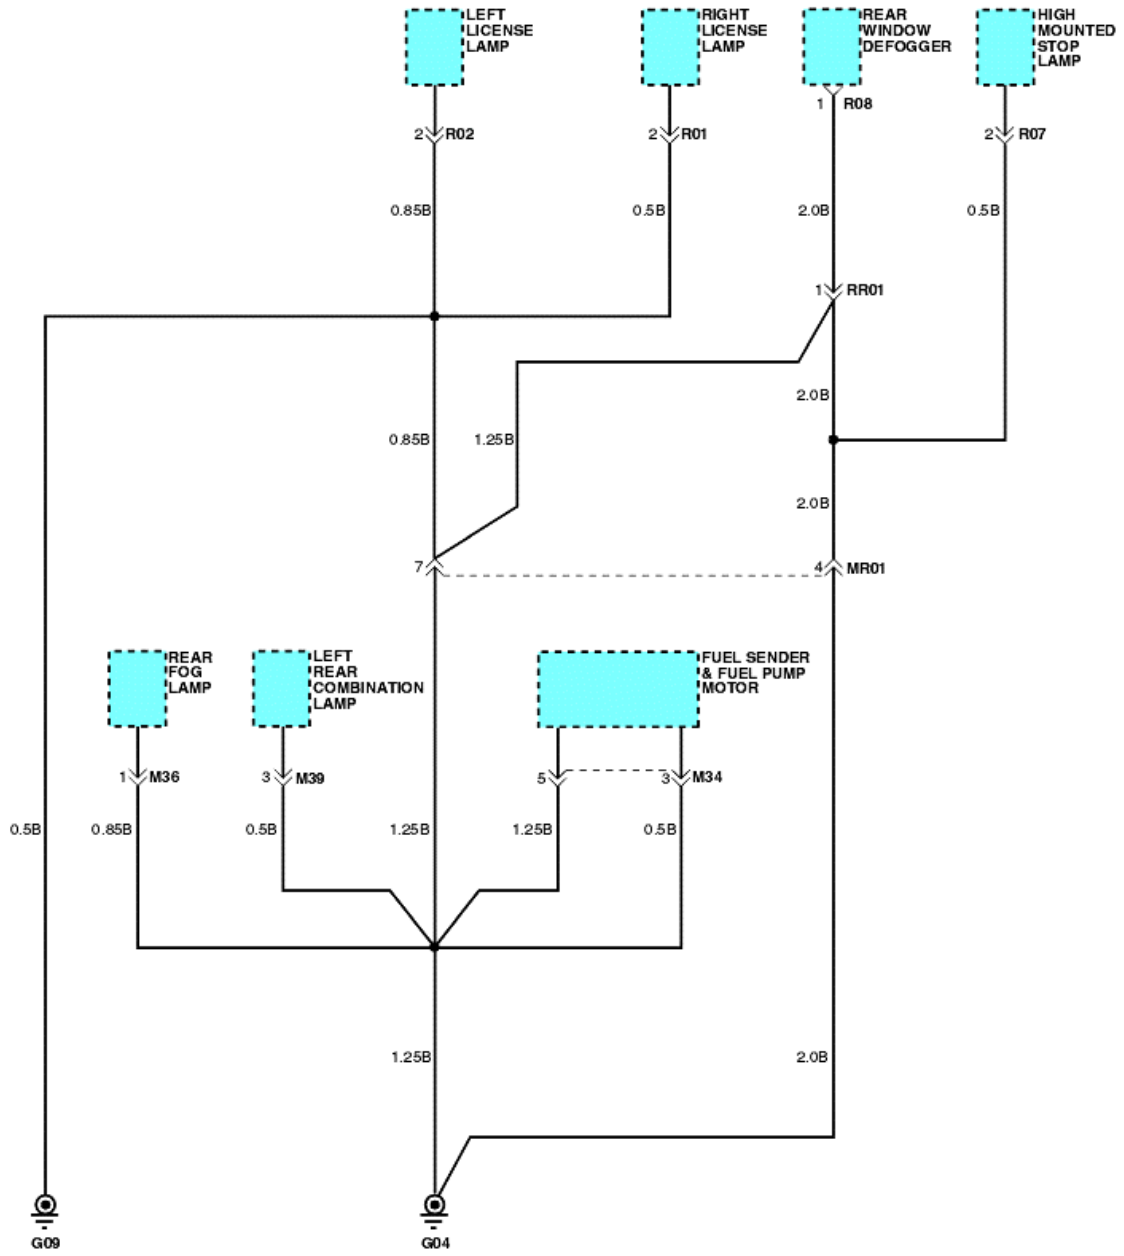 LEFT
LICENSE
LAMP
RIGHT
LICENSE
LAMP
REAR
WINDOW
DEFOGGER
HIGH
MOUNTED
STOP
LAMP
1 R08
2 R02
2 R01
2 R07
0.85B
0.5B
2.0B
0.5B
1 RR01
2.0B
0.85B
1.25B
2.0B
7
4 MR01
REAR
FOG
LAMP
LEFT
REAR
COMBINATION
LAMP
FUEL SENDER
& FUEL PUMP
MOTOR
1 M36
3 M39
5
3 M34
0.5B
0.85B
0.5B
1.25B
1.25B
0.5B
1.25B
2.0B
G09
G04